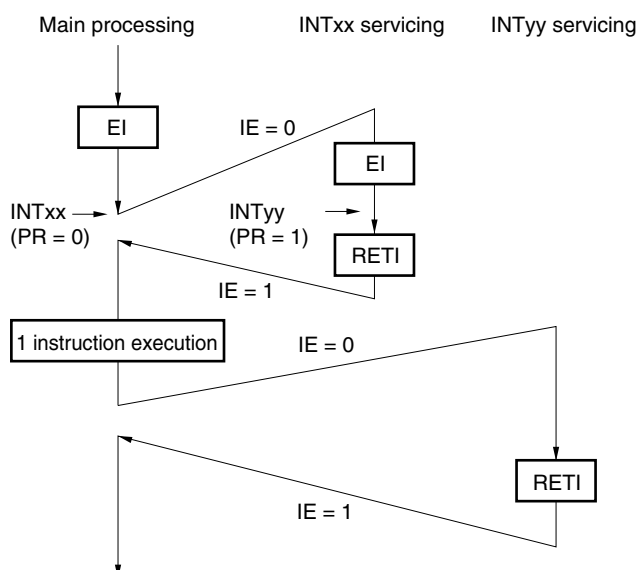 Main processing
INTxx servicing
INTyy servicing
EI
IE = 0
EI
INTxx
(PR = 0)
INTyy
(PR = 1)
RETI
IE = 1
1 instruction execution
IE = 0
RETI
IE = 1